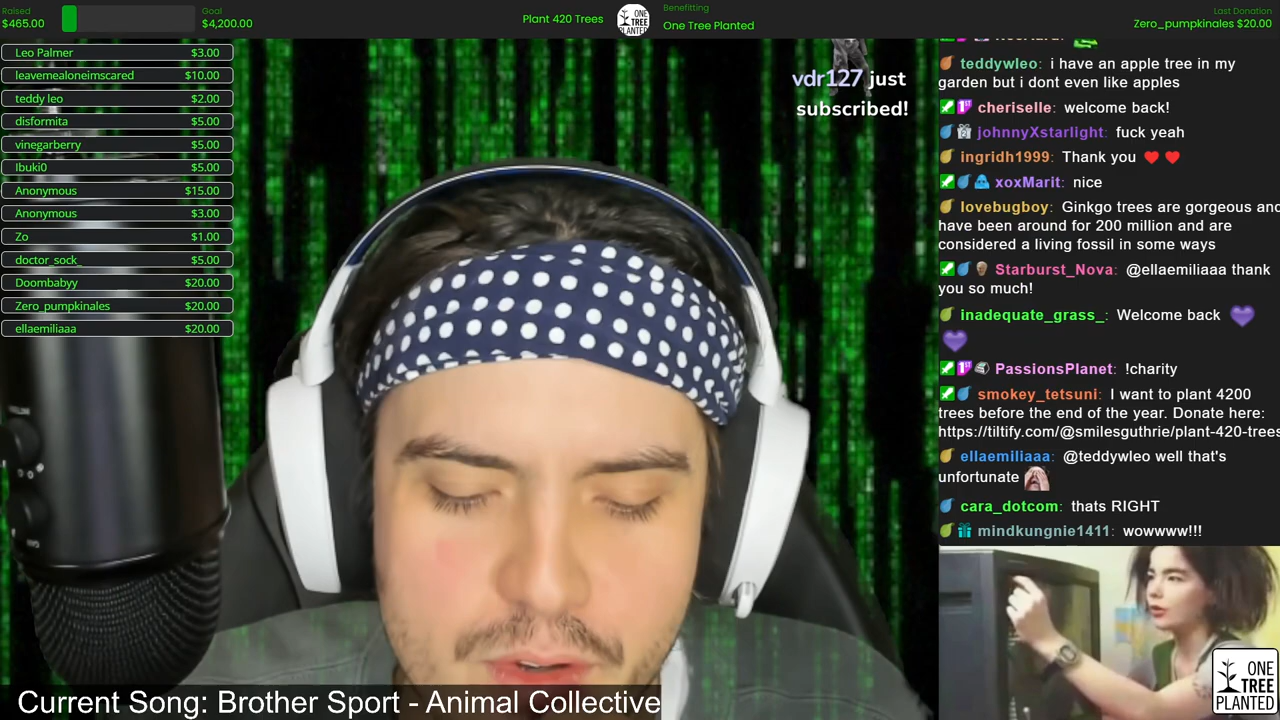 Raised
$465.00
Goal
$4,200.00
Plant 420 Trees
ONE
TREE
PLANTED
Benefitting
One Tree Planted
Last Donation
Zero_pumpkinales $20.00
Leo Palmer $3.00
leavemealoneimscared $10.00
teddy leo $2.00
disformita $5.00
vinegarberry $5.00
Ibuki0 $5.00
Anonymous $15.00
Anonymous $3.00
Zo $1.00
doctor_sock_ $5.00
Doombabyy $20.00
Zero_pumpkinales $20.00
ellaemiliaaa $20.00
vdr127 just
subscribed!
teddywleo: i have an apple tree in my
garden but i dont even like apples
cheriselle: welcome back!
johnnyXstarlight: fuck yeah
ingridh1999: Thank you ❤️ ❤️
xoxMarit: nice
lovebugboy: Ginkgo trees are gorgeous and
have been around for 200 million and are
considered a living fossil in some ways
Starburst_Nova: @ellaemiliaaa thank
you so much!
inadequate_grass_: Welcome back 💜
💜
PassionsPlanet: !charity
smokey_tetsuni: I want to plant 4200
trees before the end of the year. Donate here:
https://tiltify.com/@smilesguthrie/plant-420-trees
ellaemiliaaa: @teddywleo well that's
unfortunate
cara_dotcom: thats RIGHT
mindkungnie1411: wowwww!!!
ONE
TREE
PLANTED
Current Song: Brother Sport - Animal Collective